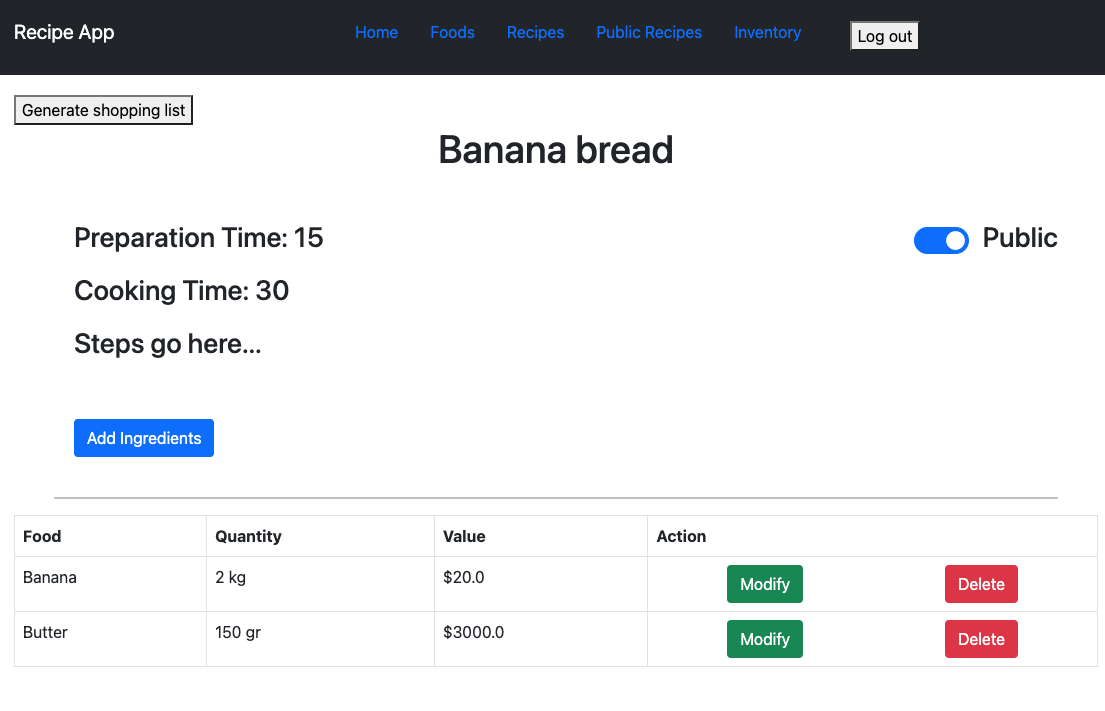 Recipe App Home Foods Recipes Public Recipes Inventory Log out
Generate shopping list
Banana bread
Preparation Time: 15 Public
Cooking Time: 30
Steps go here...
Add Ingredients
Food Quantity Value Action
Banana 2 kg $20.0 Modify Delete
Butter 150 gr $3000.0 Modify Delete